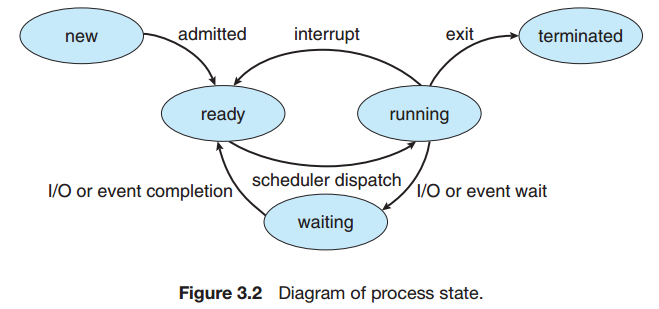 new
admitted
interrupt
exit
terminated
ready
running
I/O or event completion
scheduler dispatch
I/O or event wait
waiting
Figure 3.2 Diagram of process state.